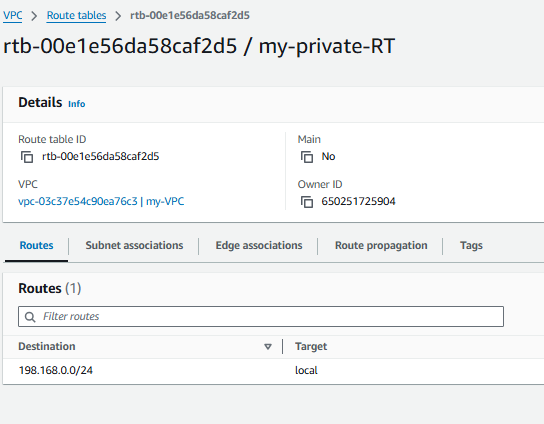 VPC > Route tables > rtb-00e1e56da58caf2d5
rtb-00e1e56da58caf2d5 / my-private-RT
Details Info
Route table ID
rtb-00e1e56da58caf2d5
Main
No
VPC
vpc-03c37e54c90ea76c3 | my-VPC
Owner ID
650251725904
Routes
Subnet associations
Edge associations
Route propagation
Tags
Routes (1)
Filter routes
Destination
Target
198.168.0.0/24
local